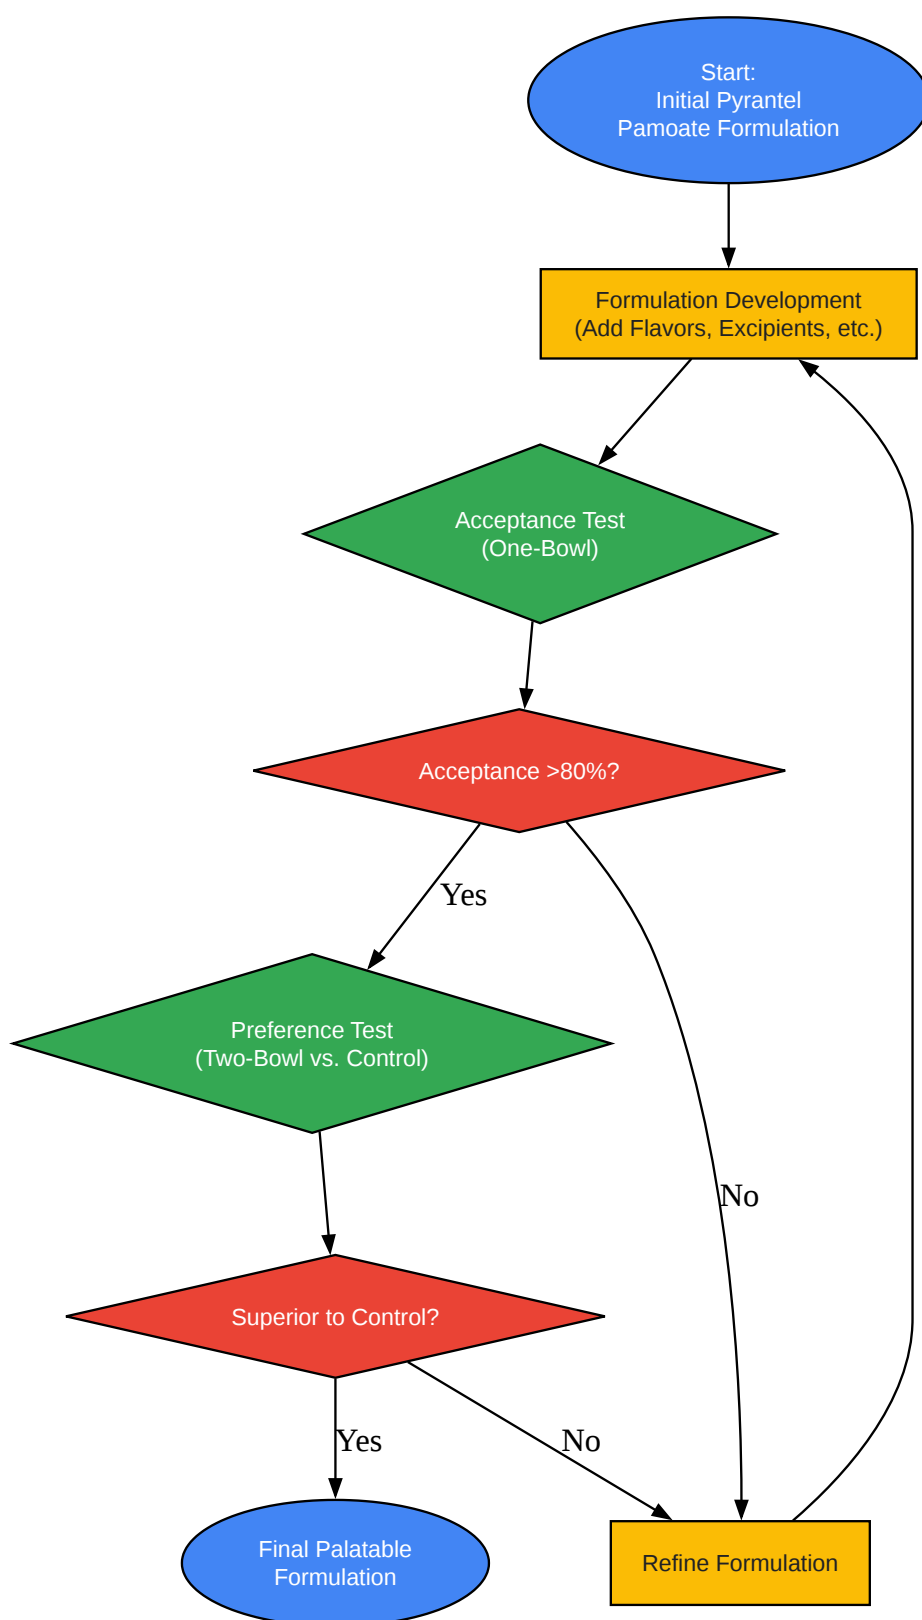 Start:
Initial Pyrantel
Pamoate Formulation
Formulation Development
(Add Flavors, Excipients, etc.)
Acceptance Test
(One-Bowl)
Acceptance >80%?
Yes
Preference Test
(Two-Bowl vs. Control)
No
Superior to Control?
Yes
No
Final Palatable
Formulation
Refine Formulation